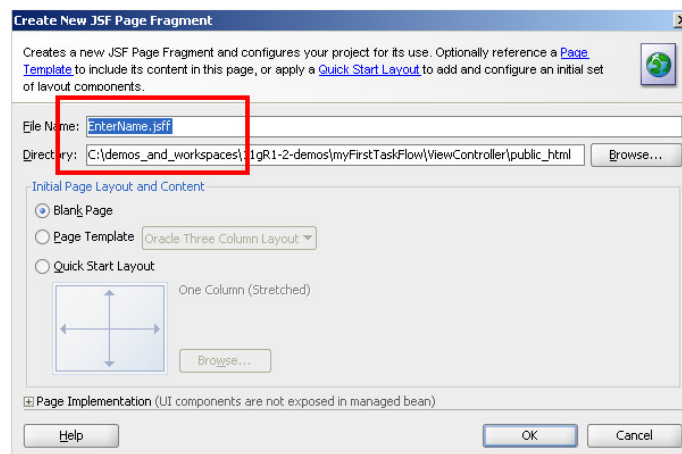 Create New JSF Page Fragment
Creates a new JSF Page Fragment and configures your project for its use. Optionally reference a Page
Template to include its content in this page, or apply a Quick Start Layout to add and configure an initial set
of layout components.
File Name: EnterName.jsff
Directory: C:\demos_and_workspaces\11gR1-2-demos\myFirstTaskFlow\ViewController\public_html Browse...
Initial Page Layout and Content
Blank Page
Page Template Oracle Three Column Layout
Quick Start Layout
One Column (Stretched)
Browse...
Page Implementation (UI components are not exposed in managed bean)
Help OK Cancel